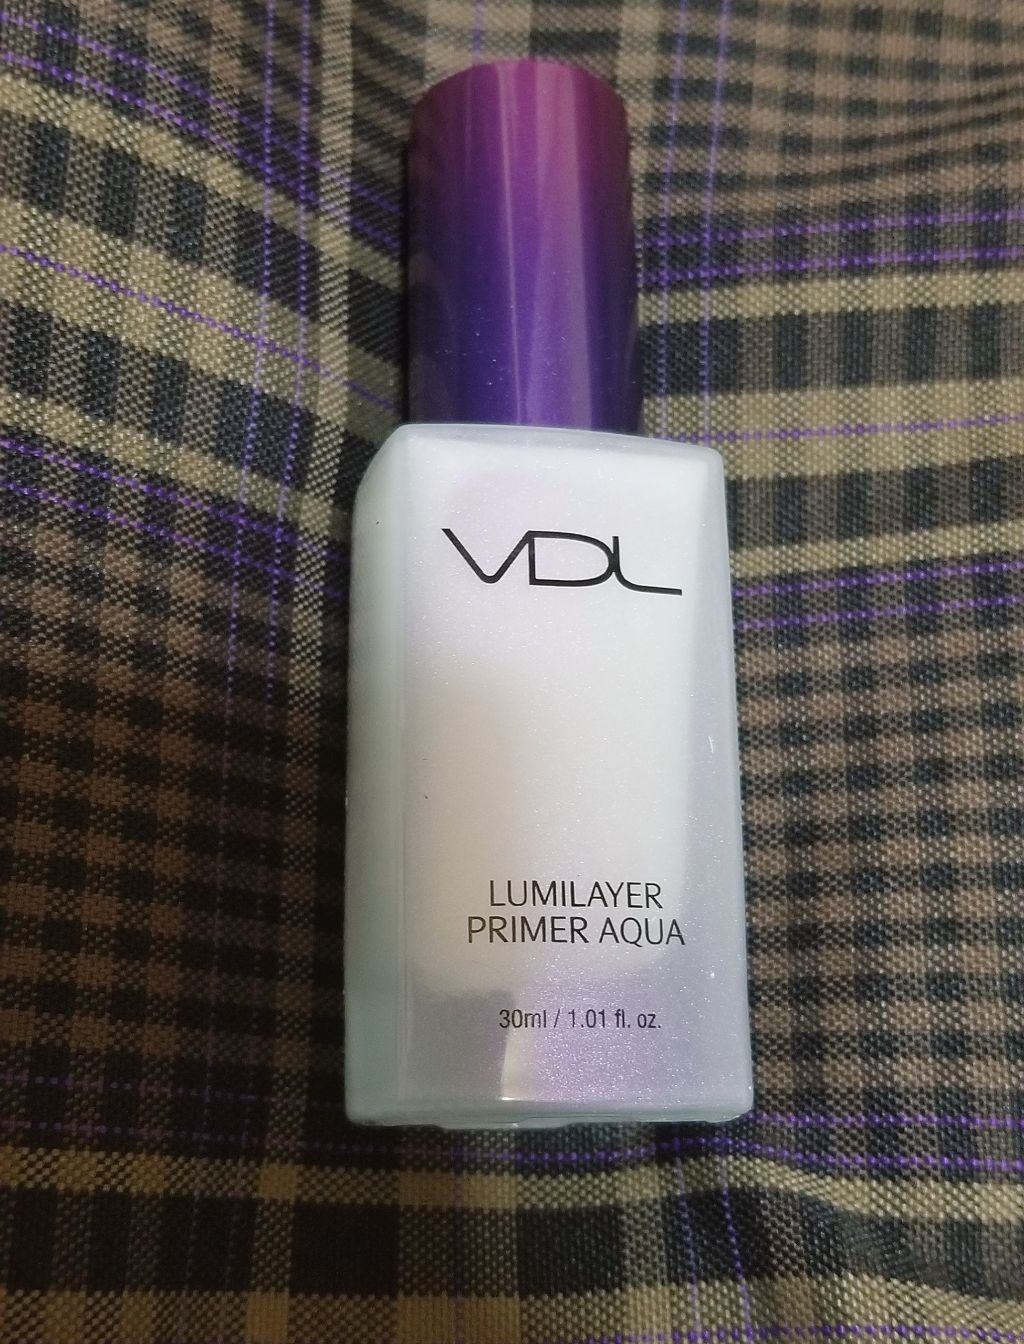 VDL
LUMILAYER
PRIMER AQUA
30ml / 1.01 fl. oz.